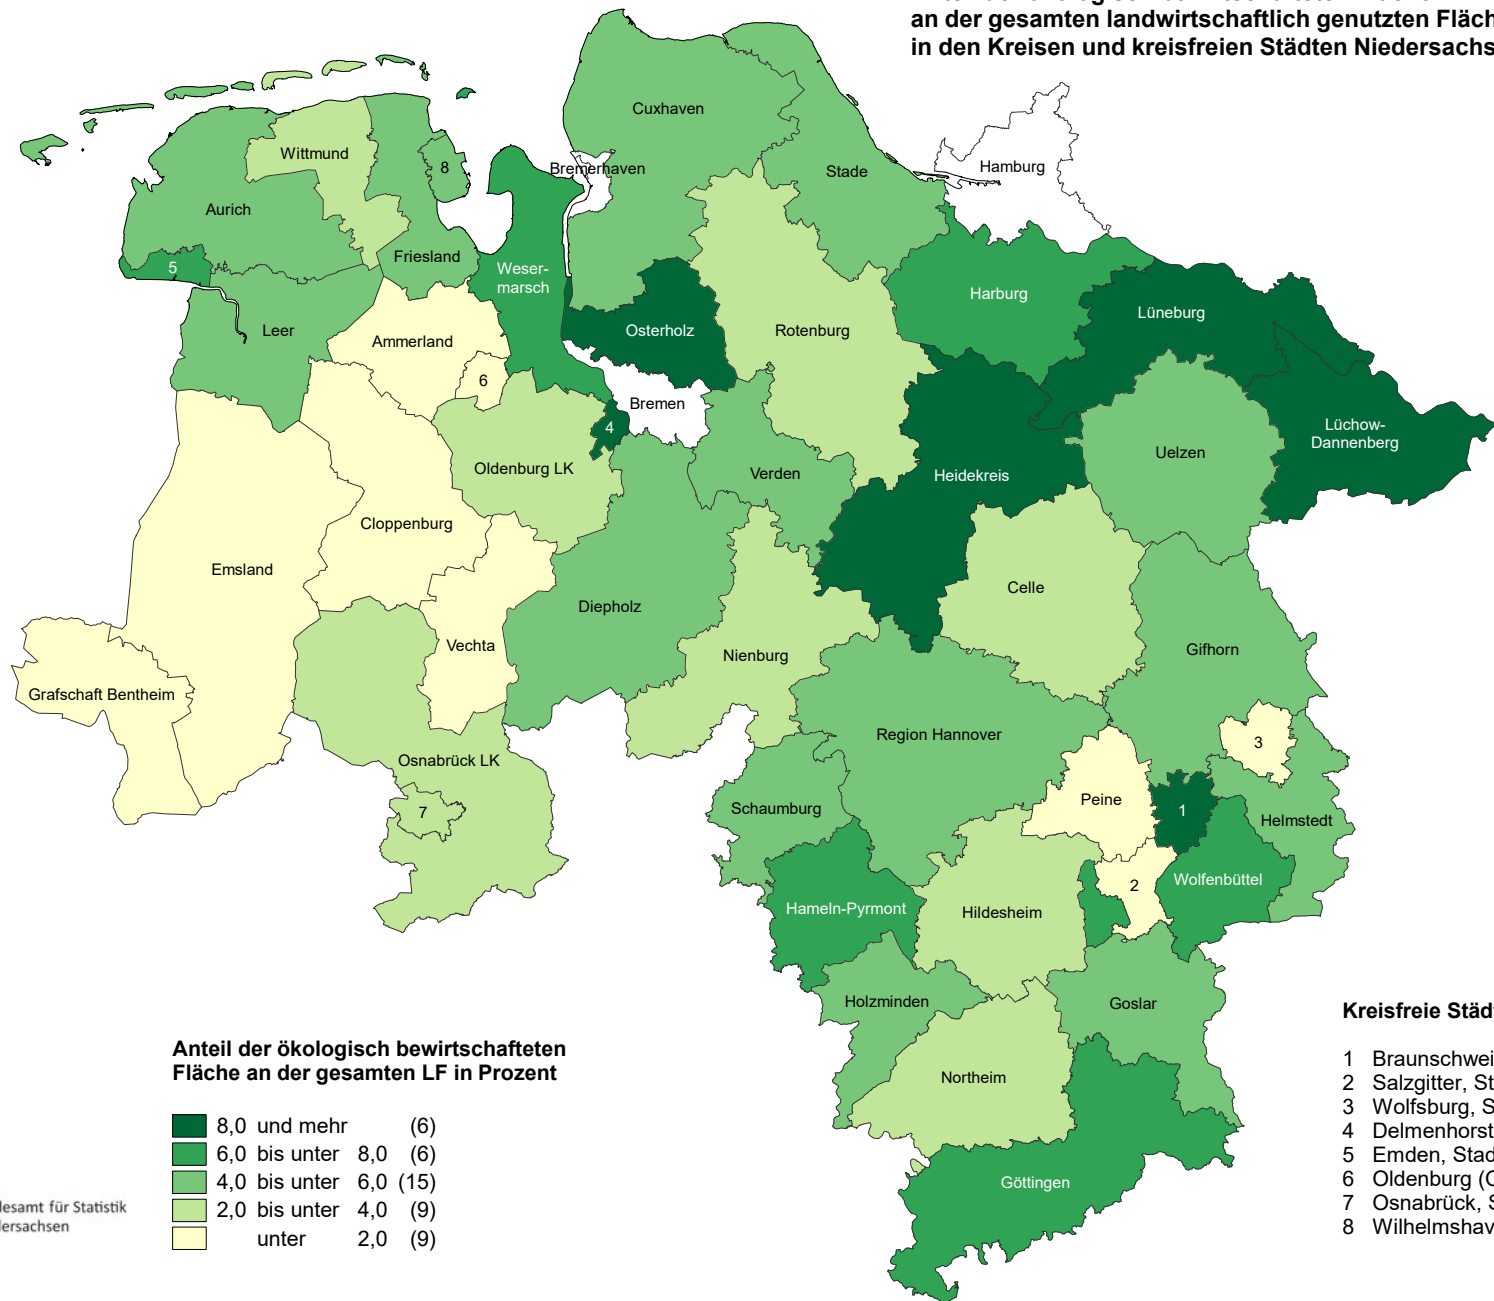 an der gesamten landwirtschaftlich genutzten Fläch
in den Kreisen und kreisfreien Städten Niedersachs
Cuxhaven
Wittmund
8
Bremerhaven
Stade
Hamburg
Aurich
Friesland
5
Weser-
marsch
Harburg
Lüneburg
Leer
Ammerland
Osterholz
Rotenburg
6
Bremen
4
Lüchow-
Dannenberg
Uelzen
Oldenburg LK
Verden
Heidekreis
Cloppenburg
Emsland
Celle
Diepholz
Vechta
Nienburg
Gifhorn
Grafschaft Bentheim
Region Hannover
3
Osnabrück LK
7
Schaumburg
Peine
1
Helmstedt
2
Wolfenbüttel
Hameln-Pyrmont
Hildesheim
Holzminden
Goslar
Northeim
Göttingen
Anteil der ökologisch bewirtschafteten
Fläche an der gesamten LF in Prozent
8,0 und mehr (6)
6,0 bis unter 8,0 (6)
4,0 bis unter 6,0 (15)
2,0 bis unter 4,0 (9)
unter 2,0 (9)
desamt für Statistik
dersachsen
Kreisfreie Städ
1 Braunschwei
2 Salzgitter, St
3 Wolfsburg, S
4 Delmenhorst
5 Emden, Stad
6 Oldenburg (O
7 Osnabrück, S
8 Wilhelmshav